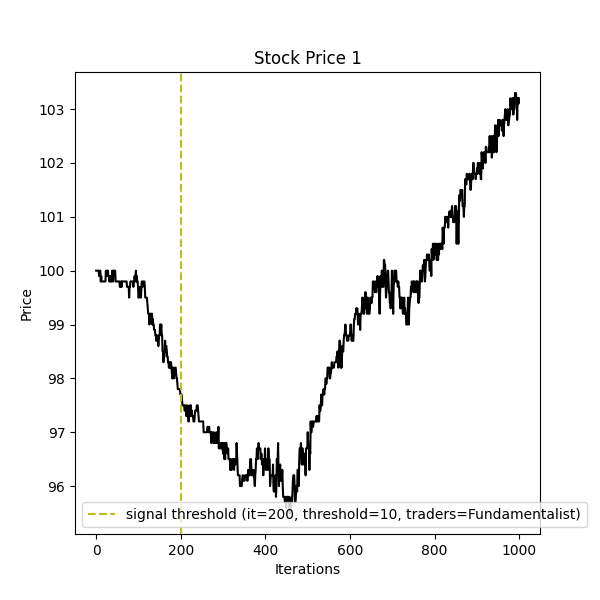 Stock Price 1
103
102
101
100
99
98
97
96
Price
signal threshold (it=200, threshold=10, traders=Fundamentalist)
0 200 400 600 800 1000
Iterations